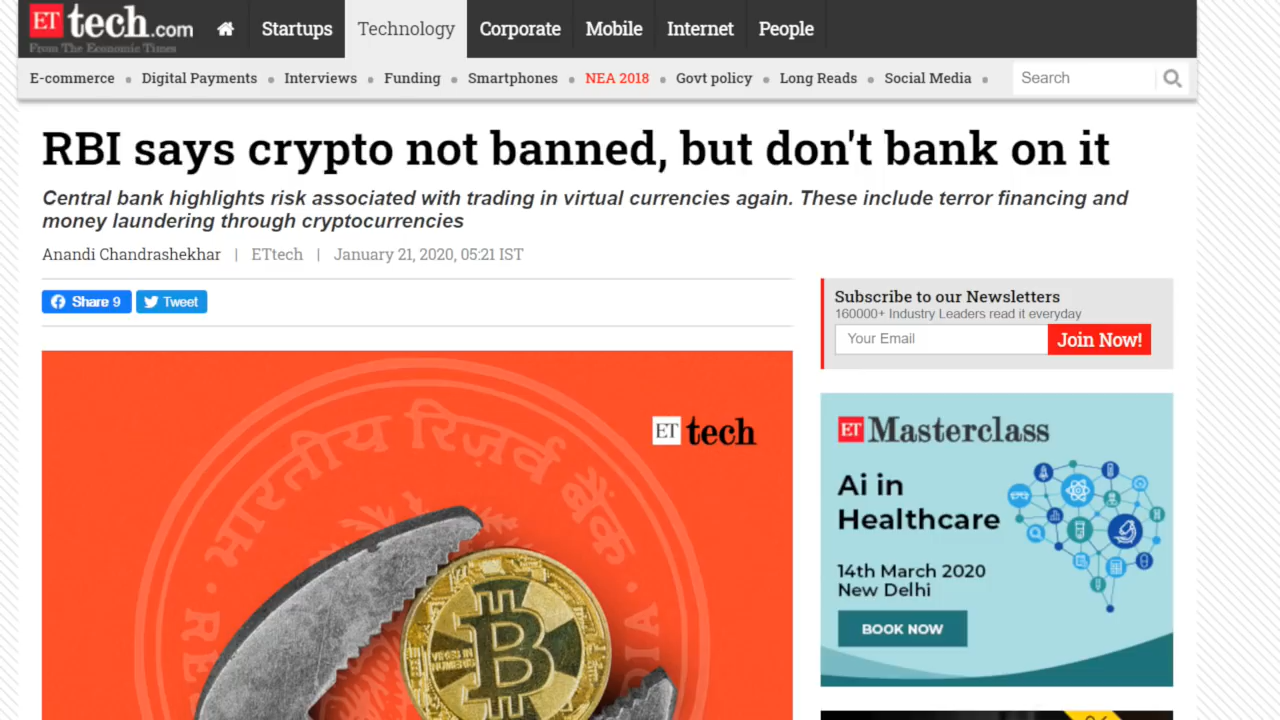 ET tech.com
From The Economic Times
Startups Technology Corporate Mobile Internet People
E-commerce • Digital Payments • Interviews • Funding • Smartphones • NEA 2018 • Govt policy • Long Reads • Social Media •
Search
RBI says crypto not banned, but don't bank on it
Central bank highlights risk associated with trading in virtual currencies again. These include terror financing and
money laundering through cryptocurrencies
Anandi Chandrashekhar | ETtech | January 21, 2020, 05:21 IST
Share 9 Tweet
ET tech
भारतीय रिज़र्व बैंक
VIRES IN
NUMERIS
Subscribe to our Newsletters
160000+ Industry Leaders read it everyday
Your Email Join Now!
ET Masterclass
Ai in
Healthcare
14th March 2020
New Delhi
BOOK NOW